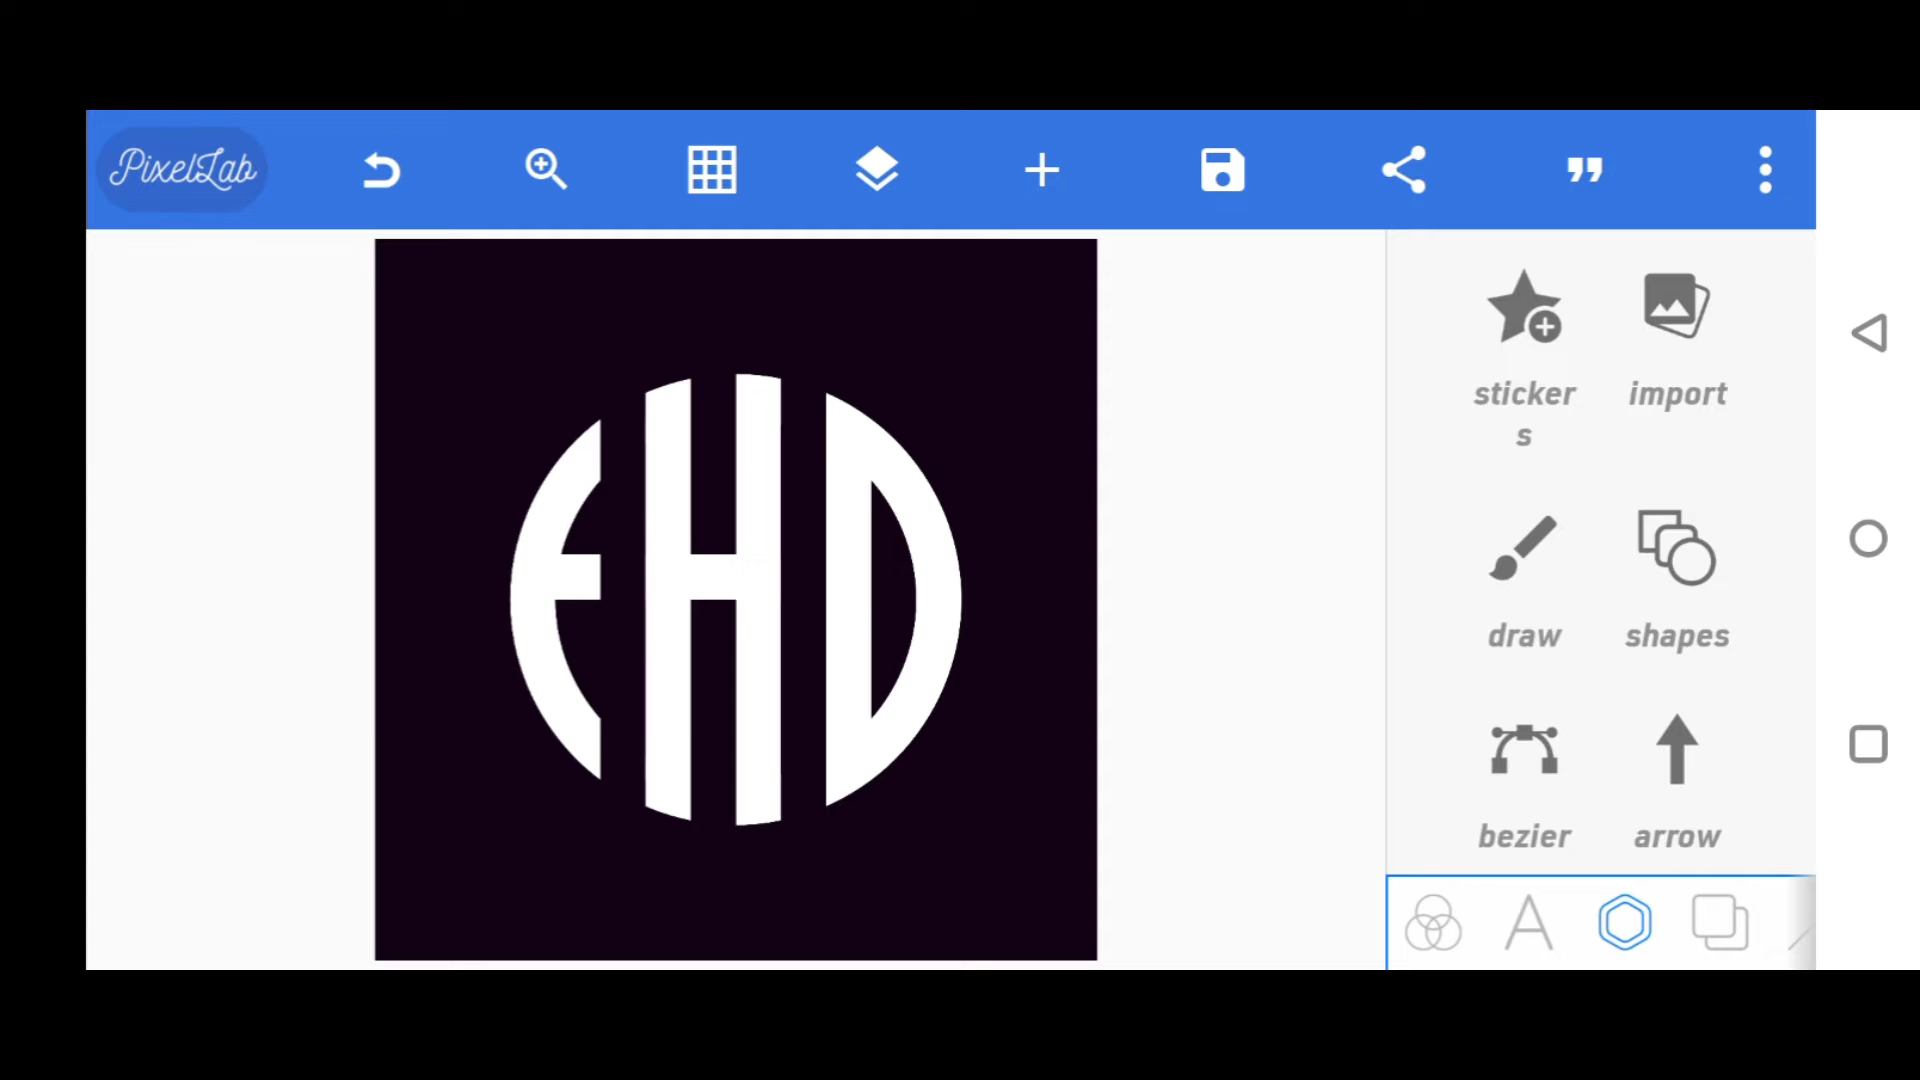 PixelLab
EHD
sticker
s
import
draw
shapes
bezier
arrow